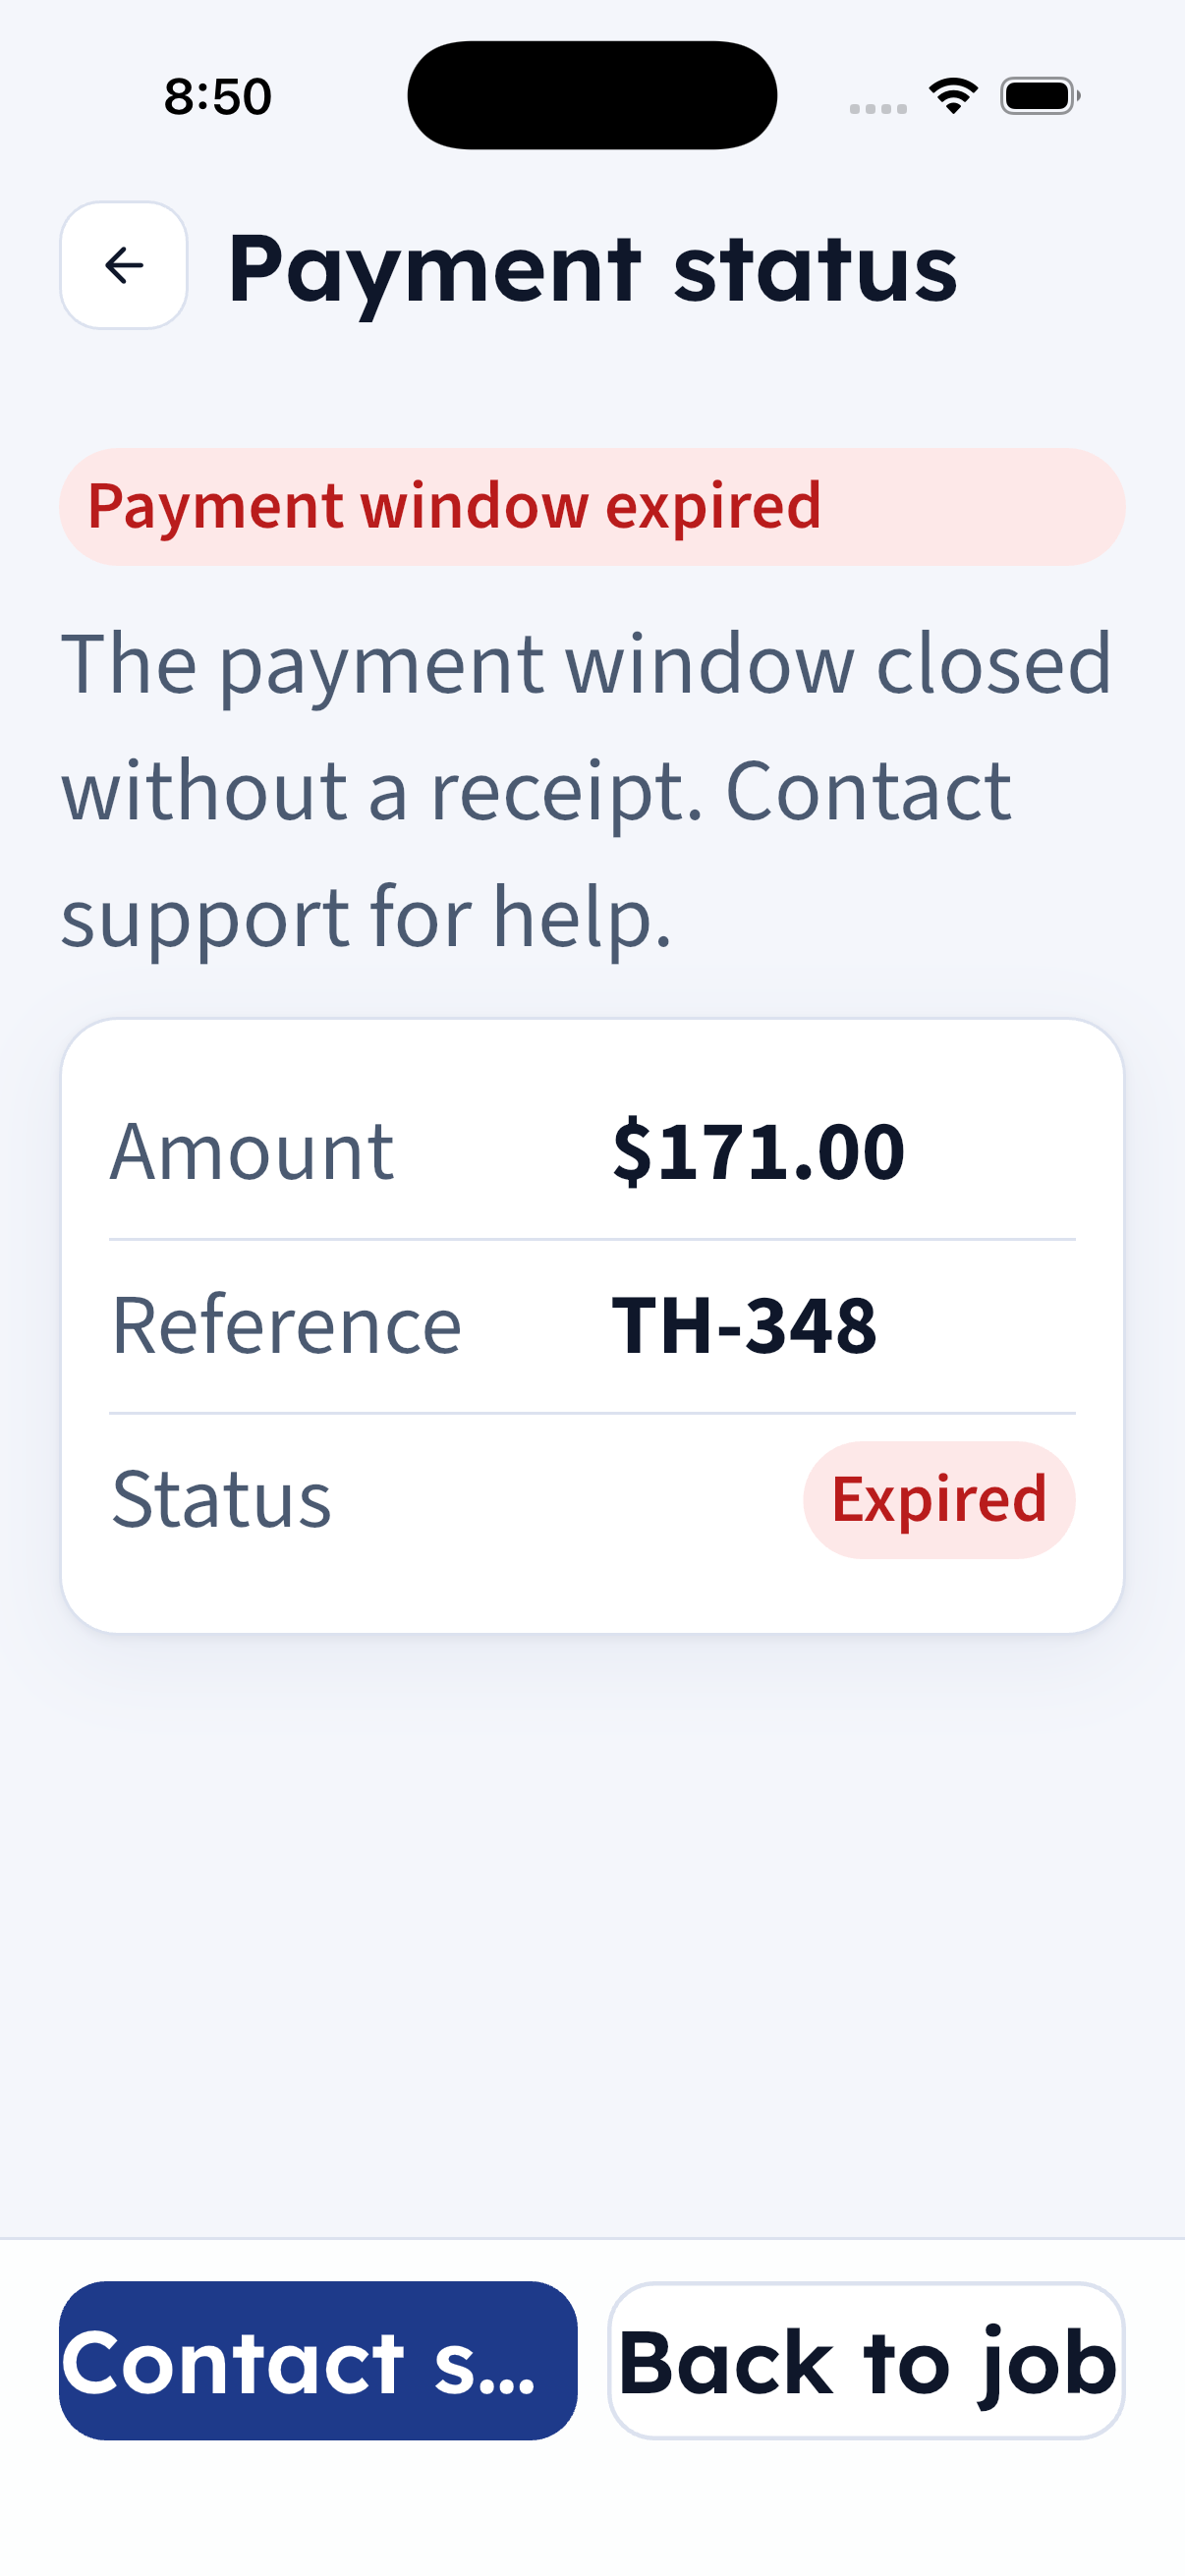 8:50
Payment status
Payment window expired
The payment window closed
without a receipt. Contact
support for help.
Amount $171.00
Reference TH-348
Status Expired
Contact s... Back to job